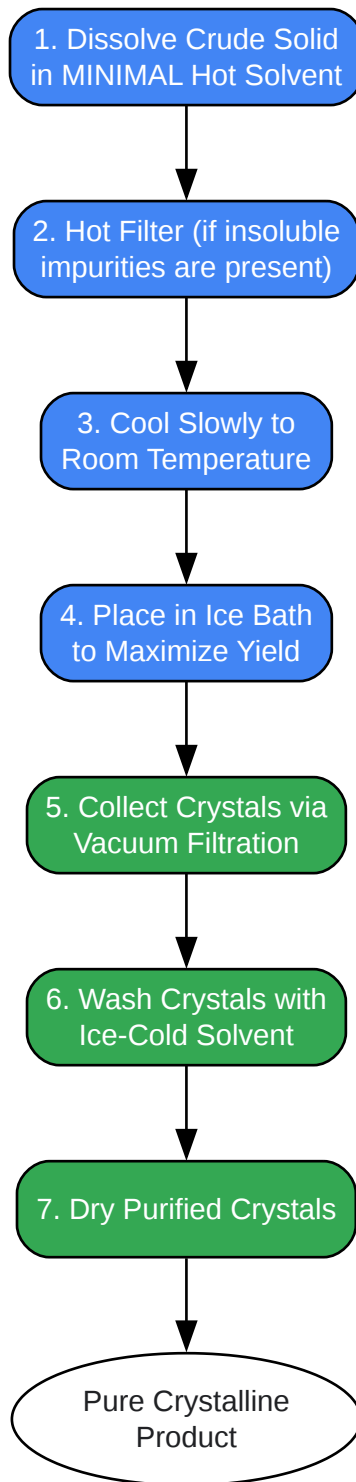 1. Dissolve Crude Solid
in MINIMAL Hot Solvent
2. Hot Filter (if insoluble
impurities are present)
3. Cool Slowly to
Room Temperature
4. Place in Ice Bath
to Maximize Yield
5. Collect Crystals via
Vacuum Filtration
6. Wash Crystals with
Ice-Cold Solvent
7. Dry Purified Crystals
Pure Crystalline
Product